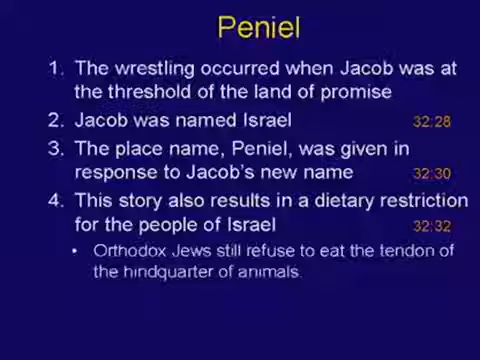 Peniel
1. The wrestling occurred when Jacob was at
the threshold of the land of promise
2. Jacob was named Israel 32:28
3. The place name, Peniel, was given in
response to Jacob's new name 32:30
4. This story also results in a dietary restriction
for the people of Israel 32:32
• Orthodox Jews still refuse to eat the tendon of
the hindquarter of animals.